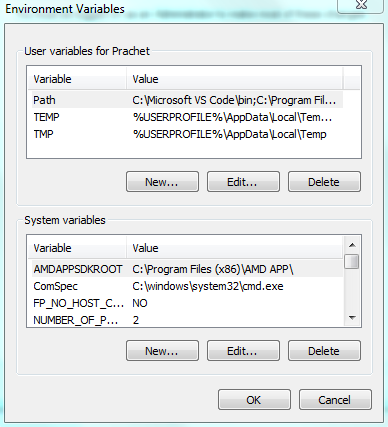 Environment Variables
User variables for Prachet
Variable Value
Path C:\Microsoft VS Code\bin;C:\Program Fil...
TEMP %USERPROFILE%\AppData\Local\Tem...
TMP %USERPROFILE%\AppData\Local\Temp
New... Edit... Delete
System variables
Variable Value
AMDAPPSDKROOT C:\Program Files (x86)\AMD APP\
ComSpec C:\windows\system32\cmd.exe
FP_NO_HOST_C... NO
NUMBER_OF_P... 2
New... Edit... Delete
OK Cancel